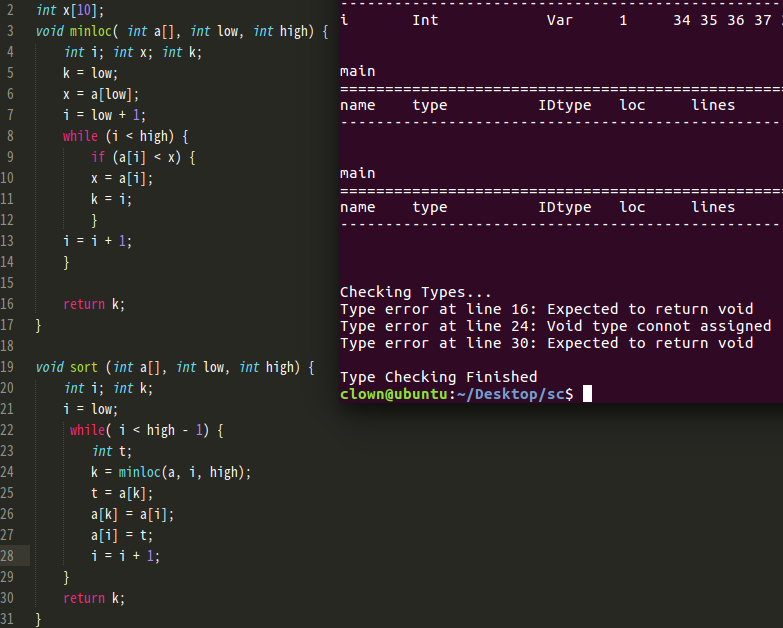 2 int x[10];
3 void minloc( int a[], int low, int high) {
4 int i; int x; int k;
5 k = low;
6 x = a[low];
7 i = low + 1;
8 while (i < high) {
9 if (a[i] < x) {
10 x = a[i];
11 k = i;
12 }
13 i = i + 1;
14 }
15
16 return k;
17 }
18
19 void sort (int a[], int low, int high) {
20 int i; int k;
21 i = low;
22 while( i < high - 1) {
23 int t;
24 k = minloc(a, i, high);
25 t = a[k];
26 a[k] = a[i];
27 a[i] = t;
28 i = i + 1;
29 }
30 return k;
31 }
-------------------------------------------------
i Int Var 1 34 35 36 37
main
=================================================
name type IDtype loc lines
-------------------------------------------------
main
=================================================
name type IDtype loc lines
-------------------------------------------------
Checking Types...
Type error at line 16: Expected to return void
Type error at line 24: Void type connot assigned
Type error at line 30: Expected to return void
Type Checking Finished
clown@ubuntu:~/Desktop/sc$